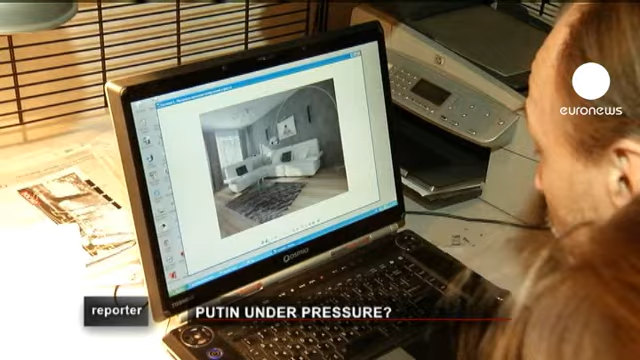 euronews
QOSMIO
TOSHIBA
reporter
PUTIN UNDER PRESSURE?